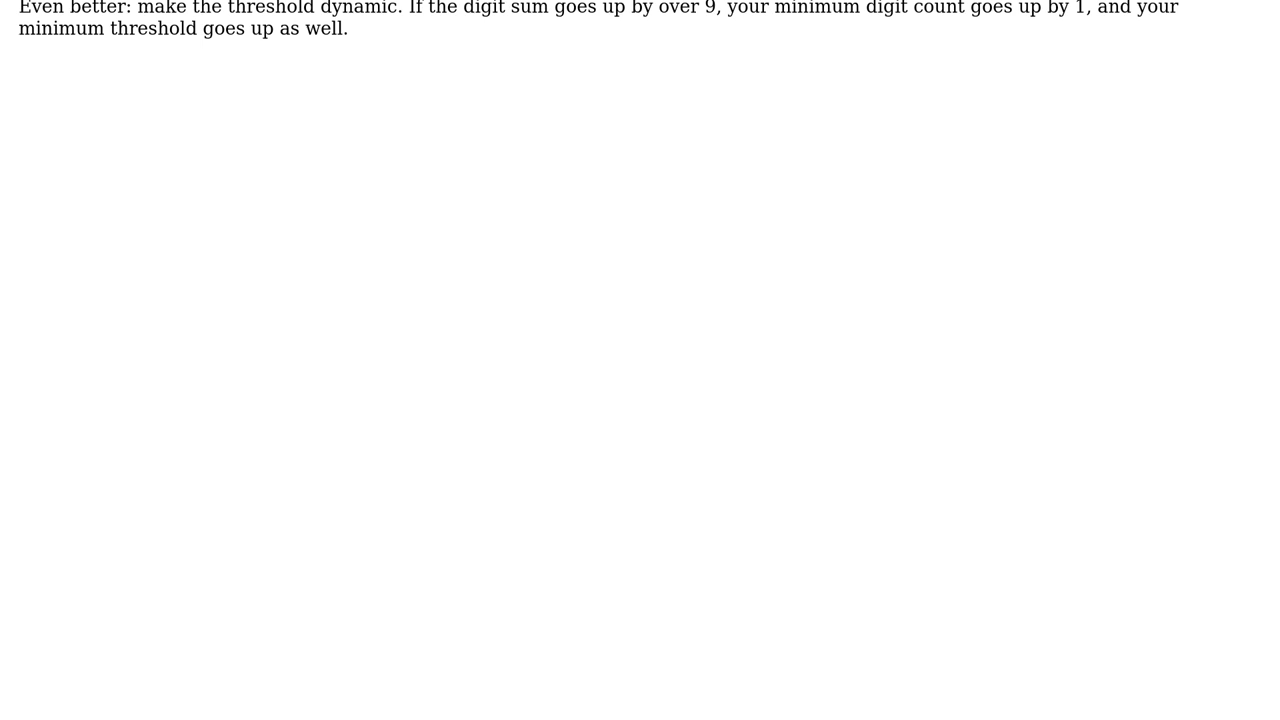 Even better: make the threshold dynamic. If the digit sum goes up by over 9, your minimum digit count goes up by 1, and your
minimum threshold goes up as well.